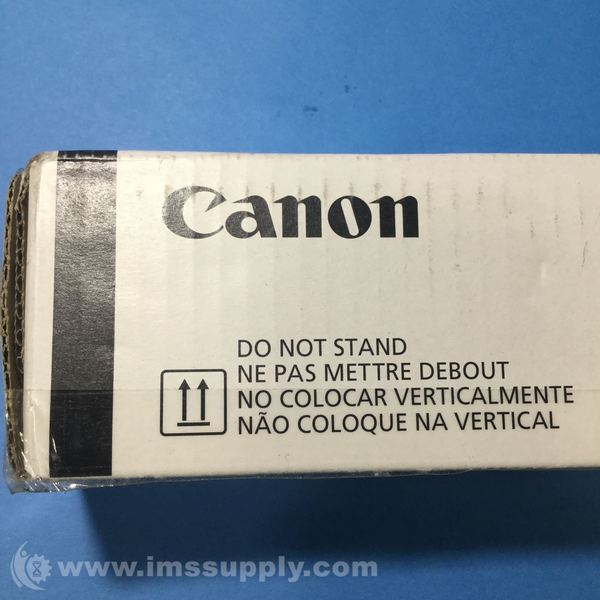 Canon
DO NOT STAND
NE PAS METTRE DEBOUT
NO COLOCAR VERTICALMENTE
NÃO COLOQUE NA VERTICAL
www.imssupply.com